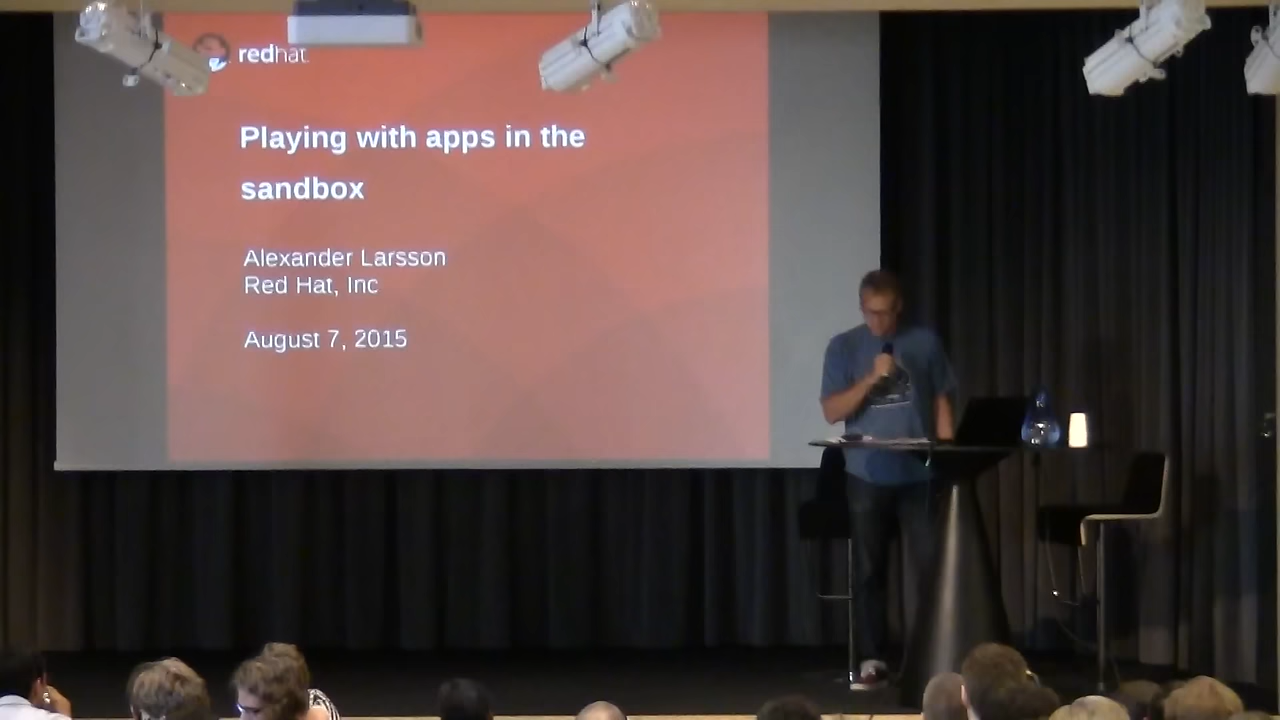 redhat
Playing with apps in the
sandbox
Alexander Larsson
Red Hat, Inc
August 7, 2015